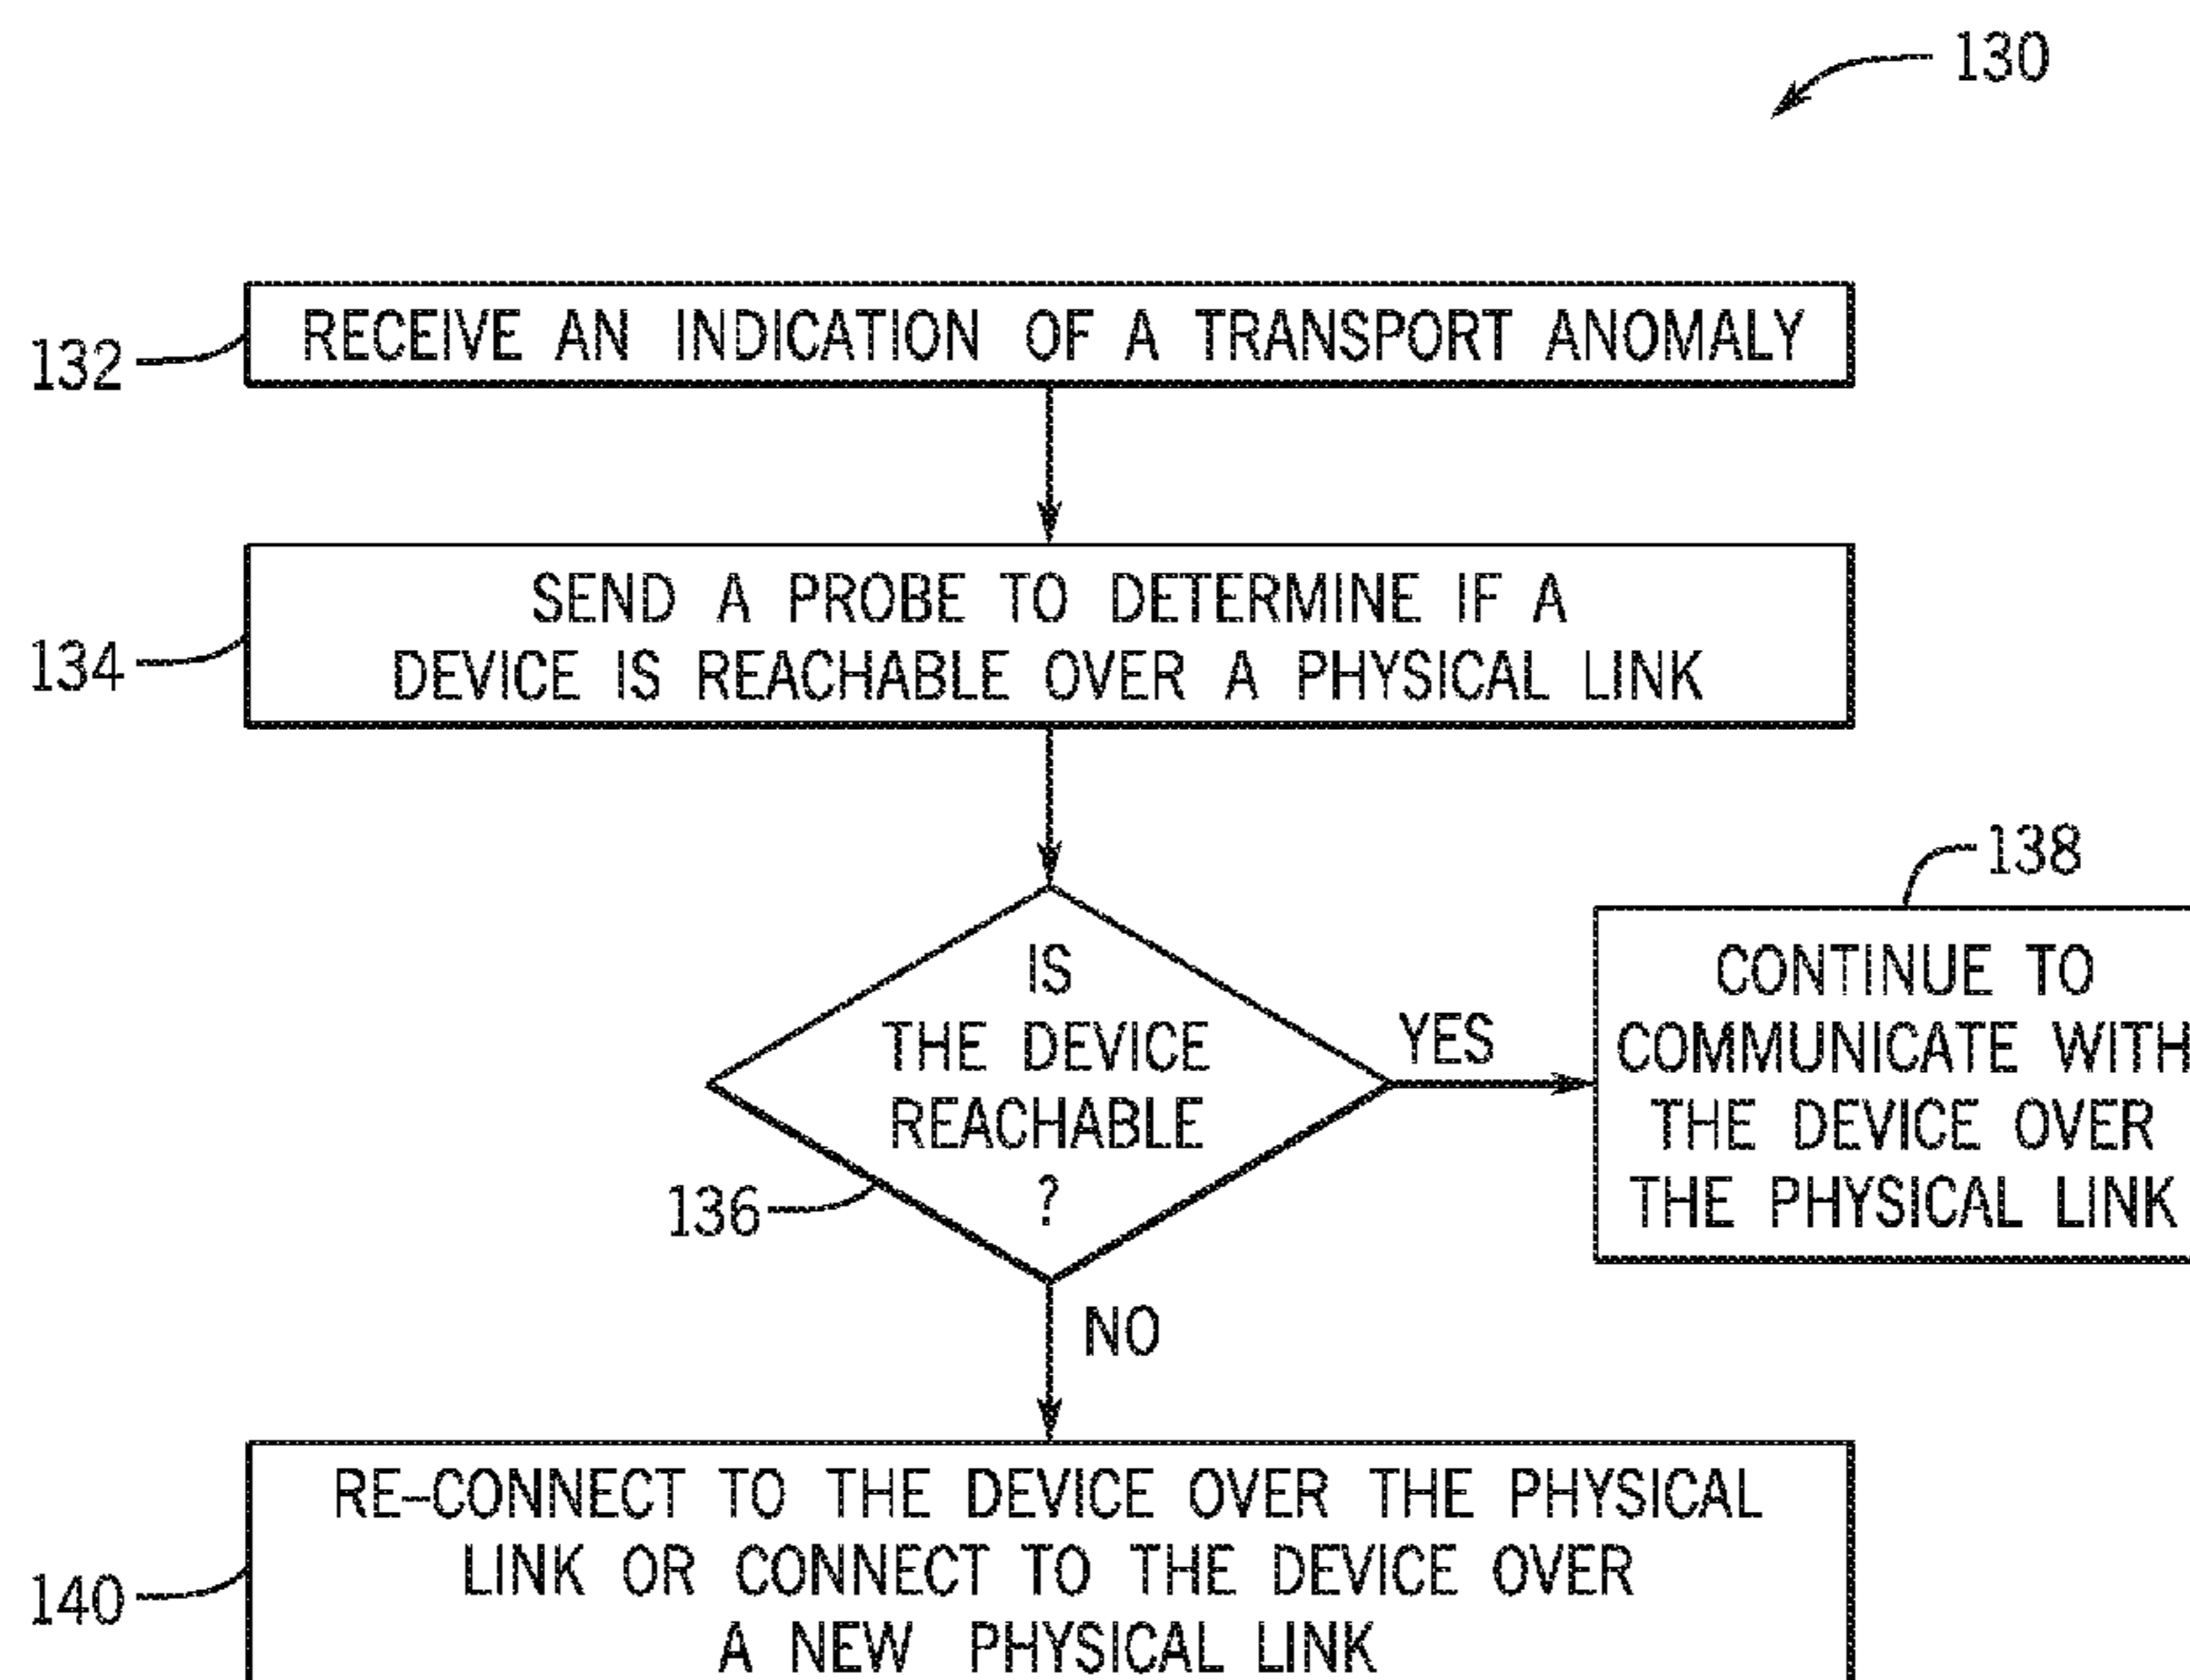 130
132
RECEIVE AN INDICATION OF A TRANSPORT ANOMALY
134
SEND A PROBE TO DETERMINE IF A
DEVICE IS REACHABLE OVER A PHYSICAL LINK
136
IS
THE DEVICE
REACHABLE
?
YES
138
CONTINUE TO
COMMUNICATE WITH
THE DEVICE OVER
THE PHYSICAL LINK
NO
140
RE-CONNECT TO THE DEVICE OVER THE PHYSICAL
LINK OR CONNECT TO THE DEVICE OVER
A NEW PHYSICAL LINK